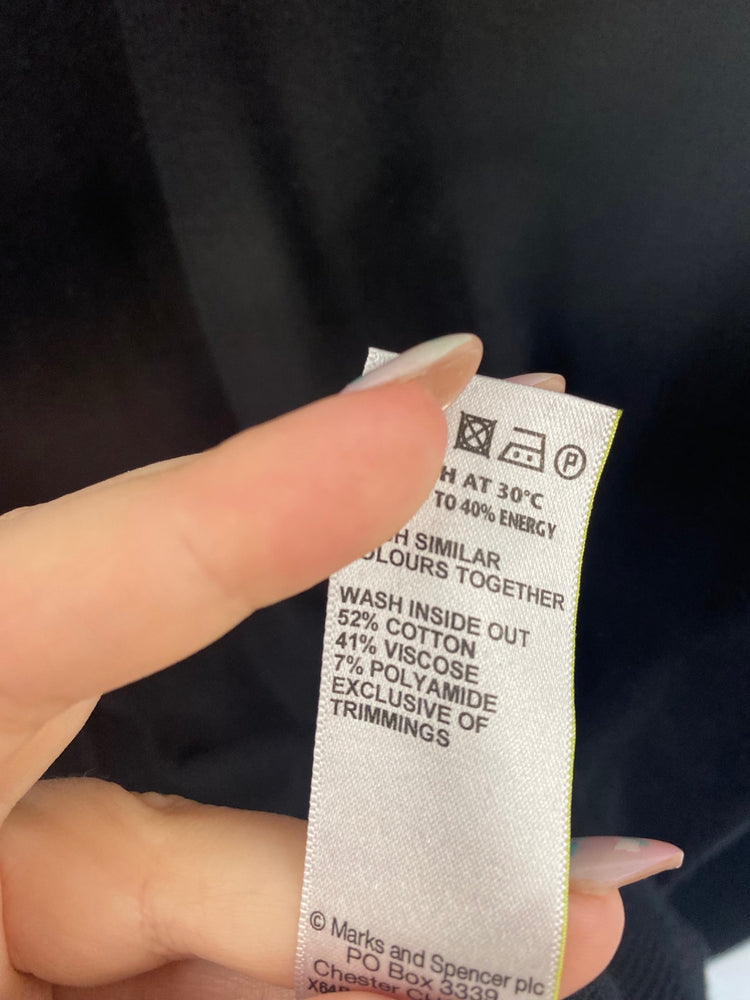 P
AT 30°C
TO 40% ENERGY
SIMILAR
TOGETHER
WASH INSIDE OUT
52% COTTON
41% VISCOSE
7% POLYAMIDE
EXCLUSIVE OF
TRIMMINGS
© Marks and Spencer plc
PO Box 3339
Chester